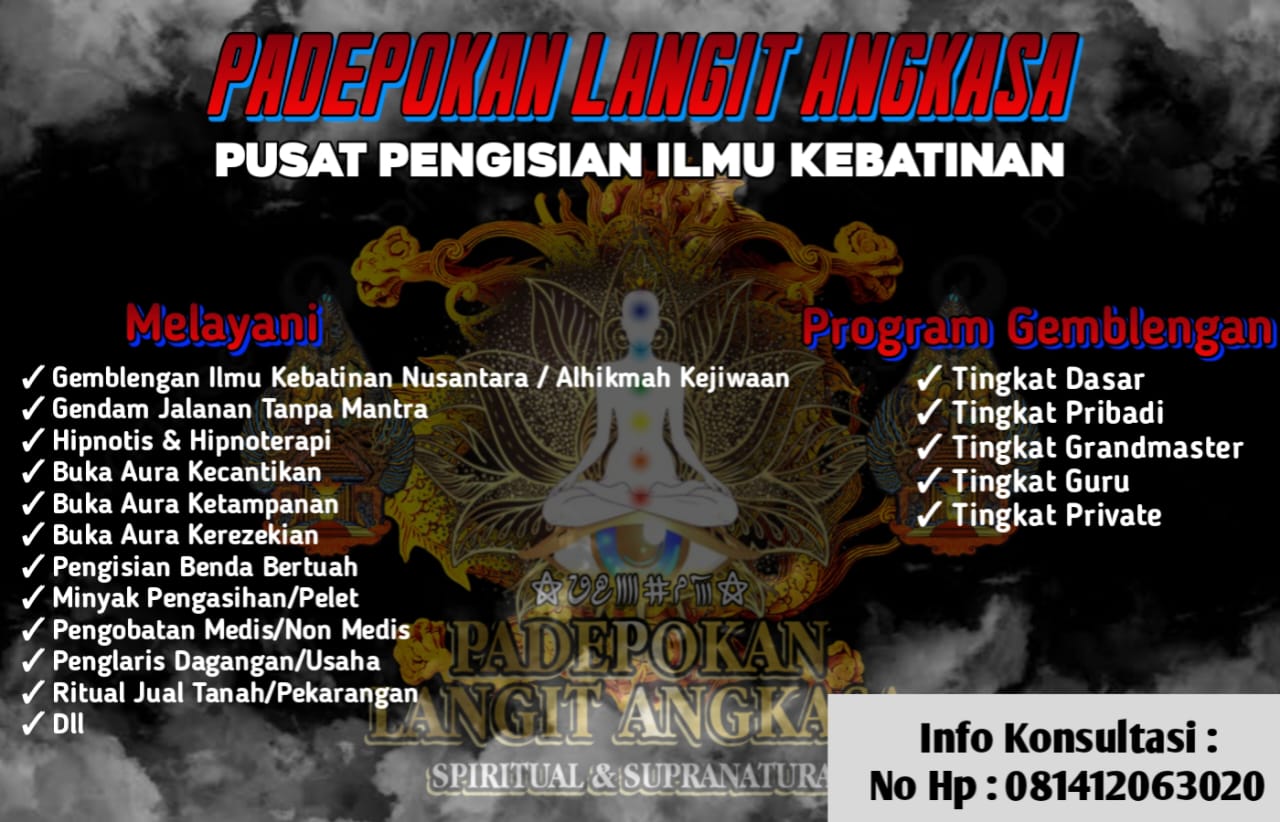 PADEPOKAN LANGIT ANGKASA
PUSAT PENGISIAN ILMU KEBATINAN
Melayani
✓ Gemblengan Ilmu Kebatinan Nusantara / Alhikmah Kejiwaan
✓ Gendam Jalanan Tanpa Mantra
✓ Hipnotis & Hipnoterapi
✓ Buka Aura Kecantikan
✓ Buka Aura Ketampanan
✓ Buka Aura Kerezekian
✓ Pengisian Benda Bertuah
✓ Minyak Pengasihan/Pelet
✓ Pengobatan Medis/Non Medis
✓ Penglaris Dagangan/Usaha
✓ Ritual Jual Tanah/Pekarangan
✓ Dll
Program Gemblengan
✓ Tingkat Dasar
✓ Tingkat Pribadi
✓ Tingkat Grandmaster
✓ Tingkat Guru
✓ Tingkat Private
PADEPOKAN
LANGIT ANGKA
SPIRITUAL & SUPRANATURA
Info Konsultasi :
No Hp : 081412063020